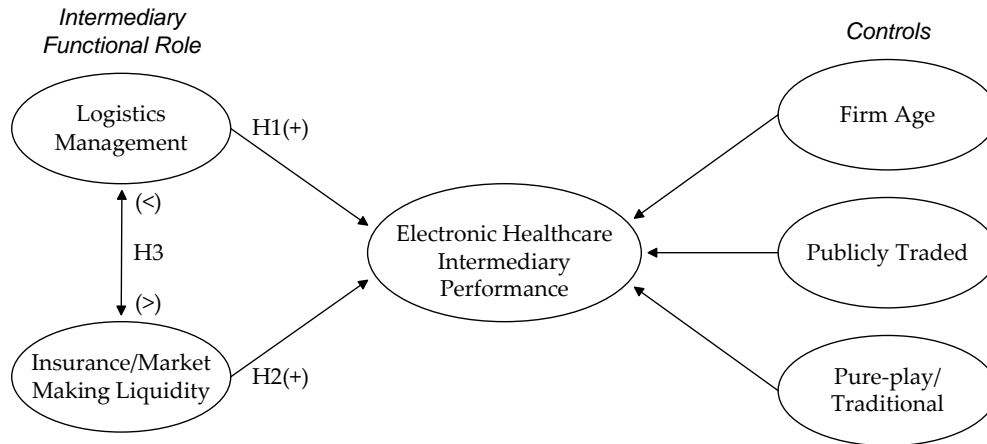 Intermediary
Functional Role
Controls
Logistics
Management
H1(+)
Firm Age
(<)
H3
(>)
Electronic Healthcare
Intermediary
Performance
Publicly Traded
Insurance/Market
Making Liquidity
H2(+)
Pure-play/
Traditional